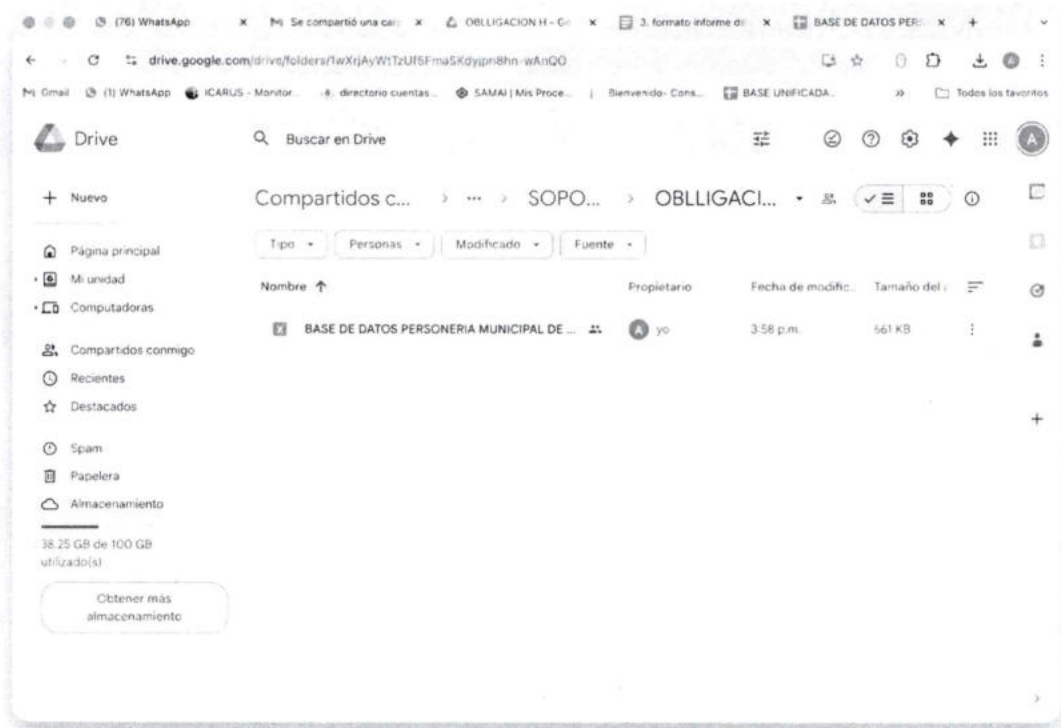 (76) WhatsApp
Se compartió una car
OBLLIGACION H - Go
3. formato informe de
BASE DE DATOS PERS
drive.google.com/drive/folders/
Gmail
(1) WhatsApp
ICARUS - Monitor...
directorio cuentas...
SAMAI | Mis Proce...
Bienvenido- Cons...
BASE UNIFICADA...
Todos los favoritos
Drive
Buscar en Drive
A
Nuevo
Compartidos c... > ... > SOPO... > OBLLIGACI...
Tipo
Personas
Modificado
Fuente
Página principal
Mi unidad
Computadoras
Nombre
Propietario
Fecha de modific...
Tamaño del a
BASE DE DATOS PERSONERIA MUNICIPAL DE ...
A yo
3:58 p.m.
661 KB
Compartidos conmigo
Recientes
Destacados
Spam
Papelera
Almacenamiento
38.25 GB de 100 GB
utilizado(s)
Obtener más
almacenamiento